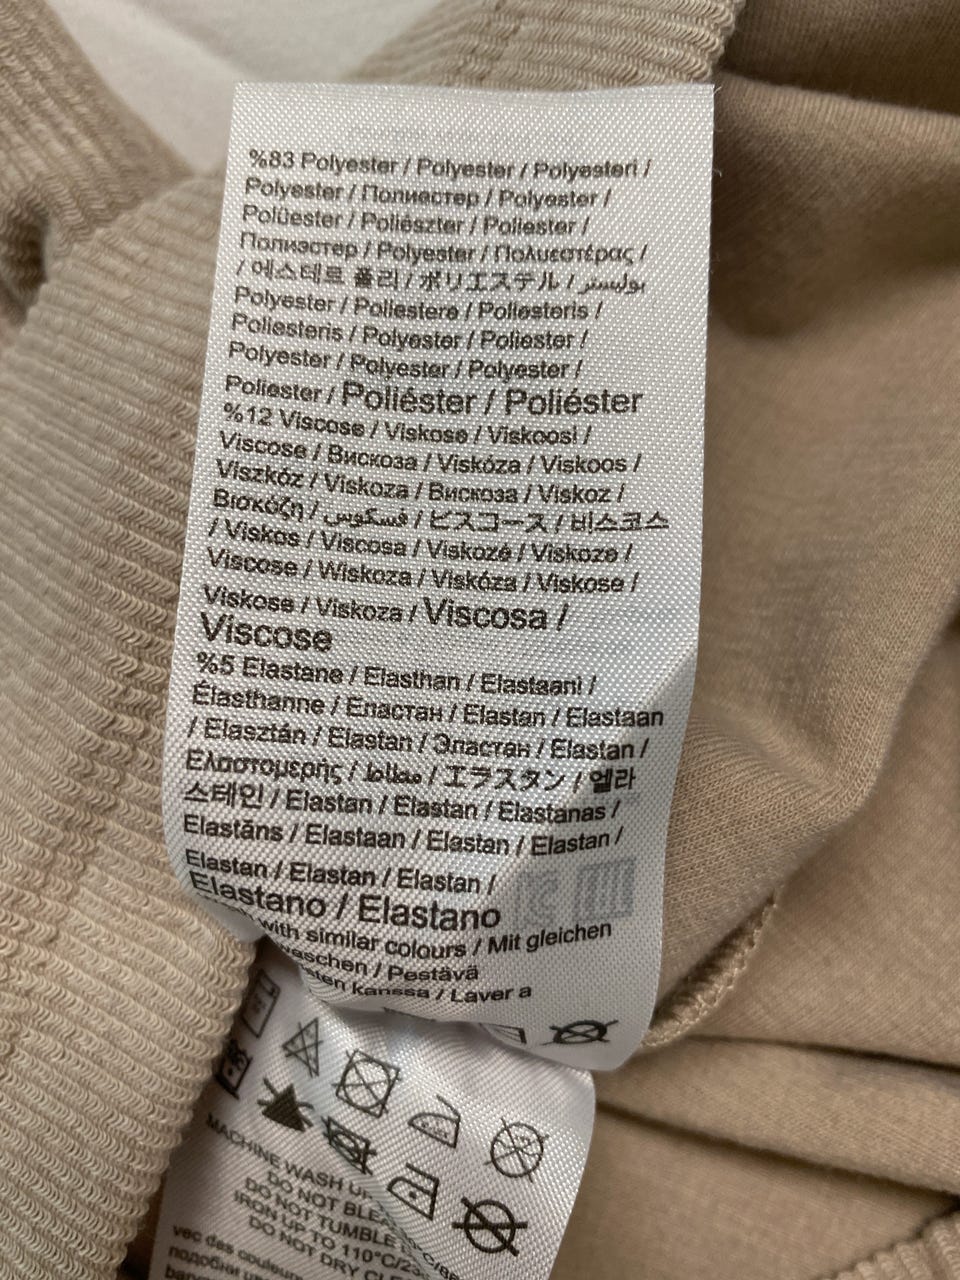 %83 Polyester / Polyester / Polyesteri /
Polyester / Полиестер / Polyester /
Polüester / Poliészter / Poliester /
Полиэстер / Polyester / Πολυεστέρας /
/ 에스테르 폴리 / ポリエステル / بوليستر
Polyester / Poliestere / Poliesteris /
Poliesteris / Polyester / Poliester /
Polyester / Polyester / Polyester /
Poliester / Poliéster / Poliéster
%12 Viscose / Viskose / Viskoosi /
Viscose / Вискоза / Viskóza / Viskoos /
Viszkóz / Viskoza / Вискоза / Viskoz /
Βισκόζη / فسكوس / ビスコース / 비스코스
/ Viskos / Viscosa / Viskozé / Viskoze /
Viscose / Wiskoza / Viskóza / Viskose /
Viskose / Viskoza / Viscosa /
Viscose
%5 Elastane / Elasthan / Elastaani /
Élasthanne / Еластан / Elastan / Elastaan
/ Elasztán / Elastan / Эластан / Elastan /
Ελαστομερής / مطاط / エラスタン / 엘라
스테인 / Elastan / Elastan / Elastanas /
Elastāns / Elastaan / Elastan / Elastan /
Elastan / Elastan / Elastan /
Elastano / Elastano
with similar colours / Mit gleichen
waschen / Pestävä
kanssa / Laver a
MACHINE WASH
DO NOT
DO NOT TUMBLE
IRON UP TO 110°C/
DO NOT DRY
vec des couleurs
подобни